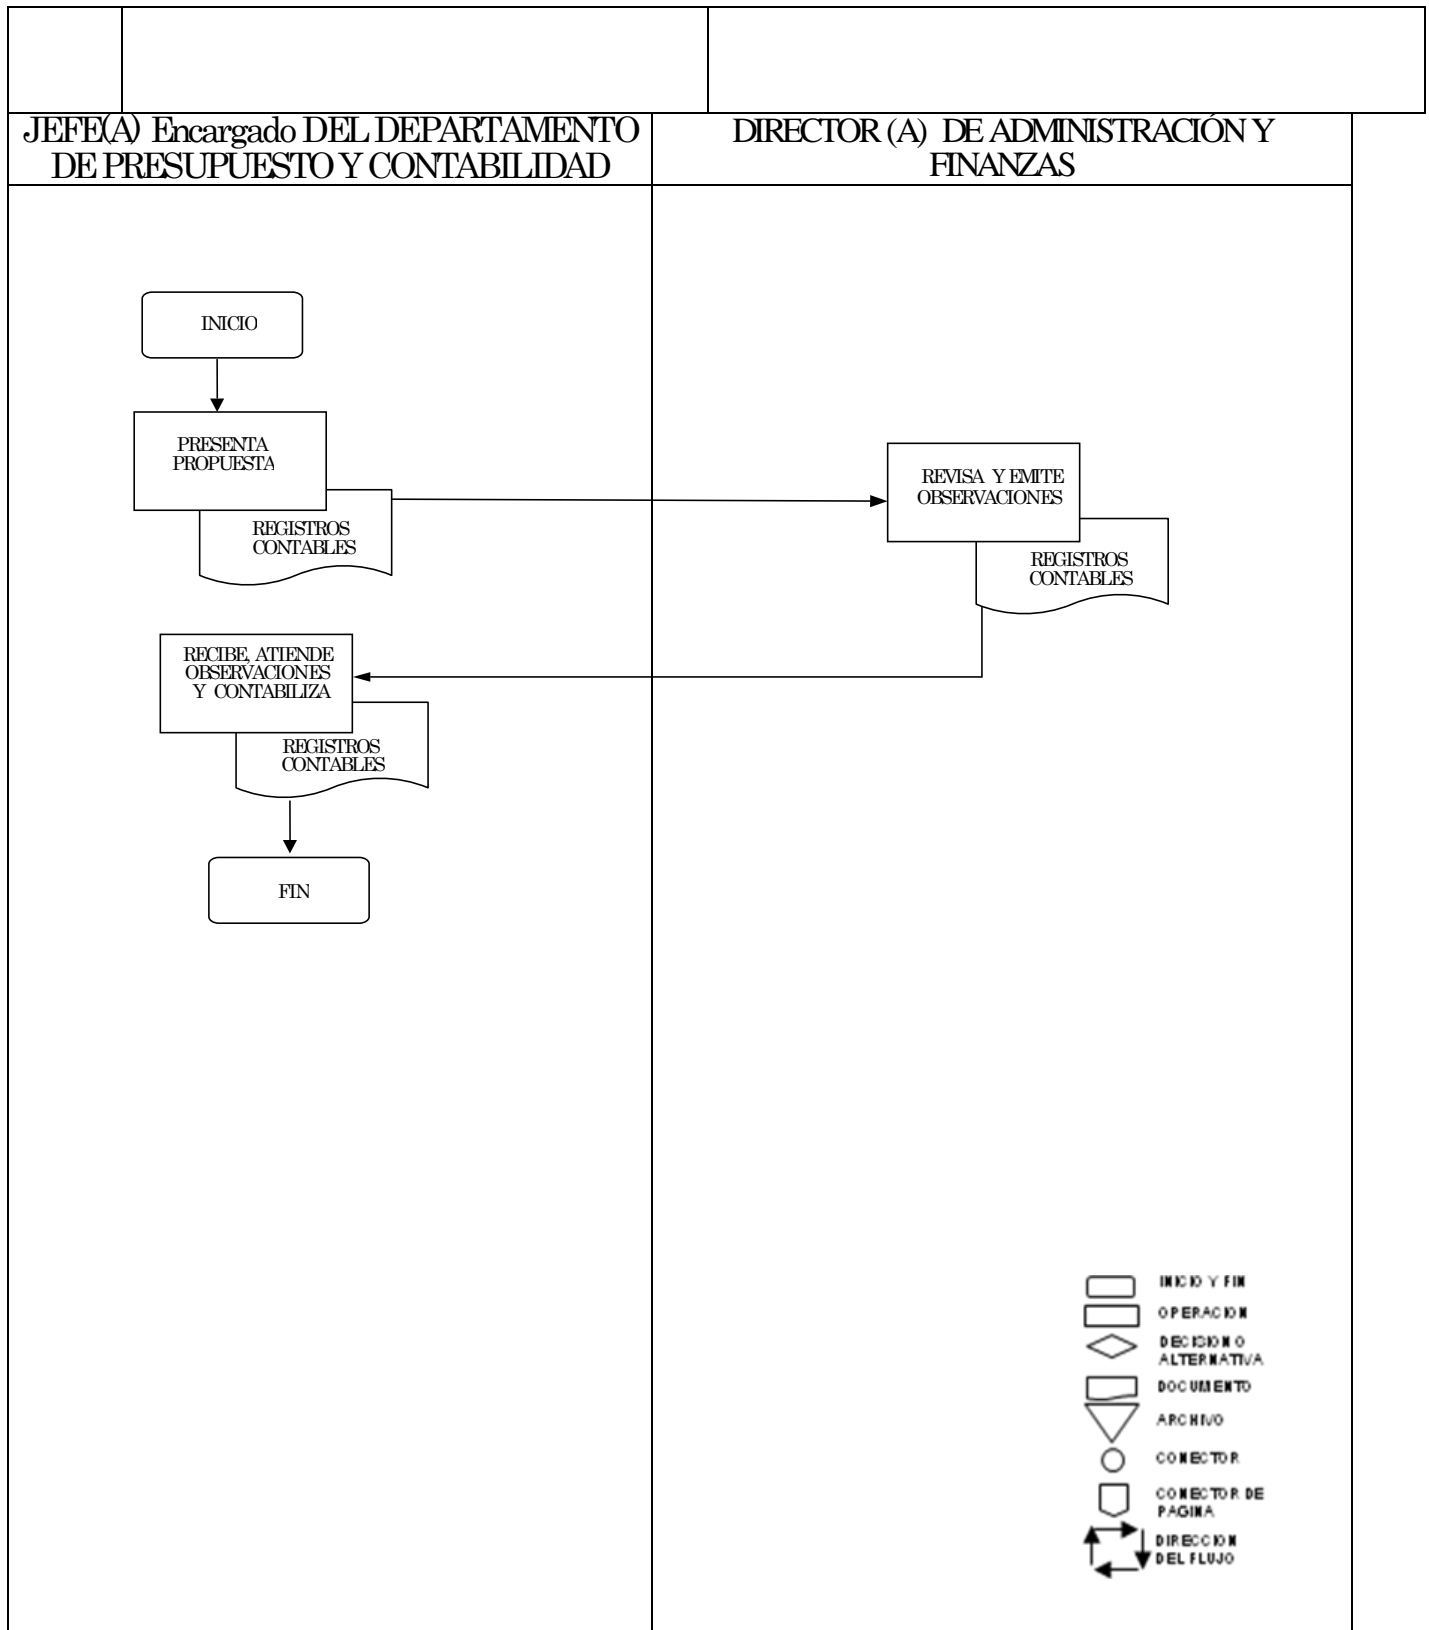 JEFE(A) Encargado DEL DEPARTAMENTO
DE PRESUPUESTO Y CONTABILIDAD
DIRECTOR (A) DE ADMINISTRACIÓN Y
FINANZAS
INICIO
PRESENTA
PROPUESTA
REGISTROS
CONTABLES
REVISA Y EMITE
OBSERVACIONES
REGISTROS
CONTABLES
RECIBE, ATIENDE
OBSERVACIONES
Y CONTABILIZA
REGISTROS
CONTABLES
FIN
INICIO Y FIN
OPERACION
DECISION O
ALTERNATIVA
DOCUMENTO
ARCHIVO
CONECTOR
CONECTOR DE
PAGINA
DIRECCION
DEL FLUJO